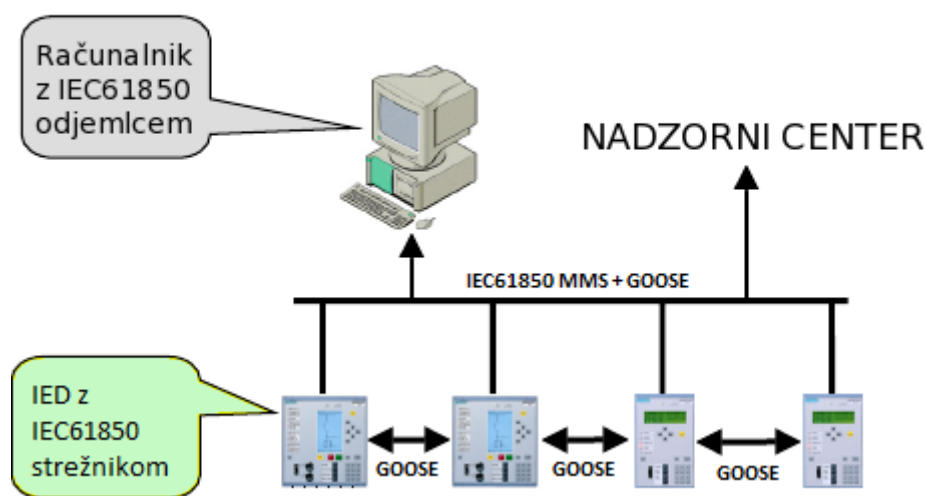 Računalnik
z IEC61850
odjemlcem
NADZORNI CENTER
IEC61850 MMS + GOOSE
IED z
IEC61850
strežnikom
GOOSE
GOOSE
GOOSE